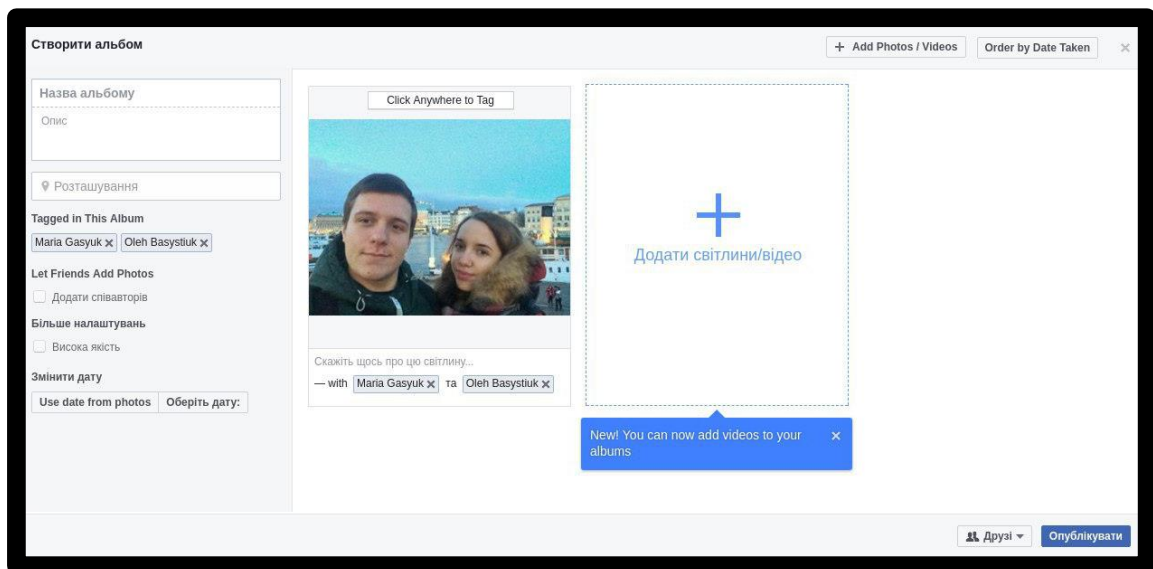 Створити альбом
+ Add Photos / Videos
Order by Date Taken
Назва альбому
Опис
Розташування
Tagged in This Album
Maria Gasyuk Oleh Basystiuk
Let Friends Add Photos
Додати співавторів
Більше налаштувань
Висока якість
Змінити дату
Use date from photos Оберіть дату:
Click Anywhere to Tag
Скажіть щось про цю світлину...
— with Maria Gasyuk та Oleh Basystiuk
Додати світлини/відео
New! You can now add videos to your
albums
Друзі
Опублікувати